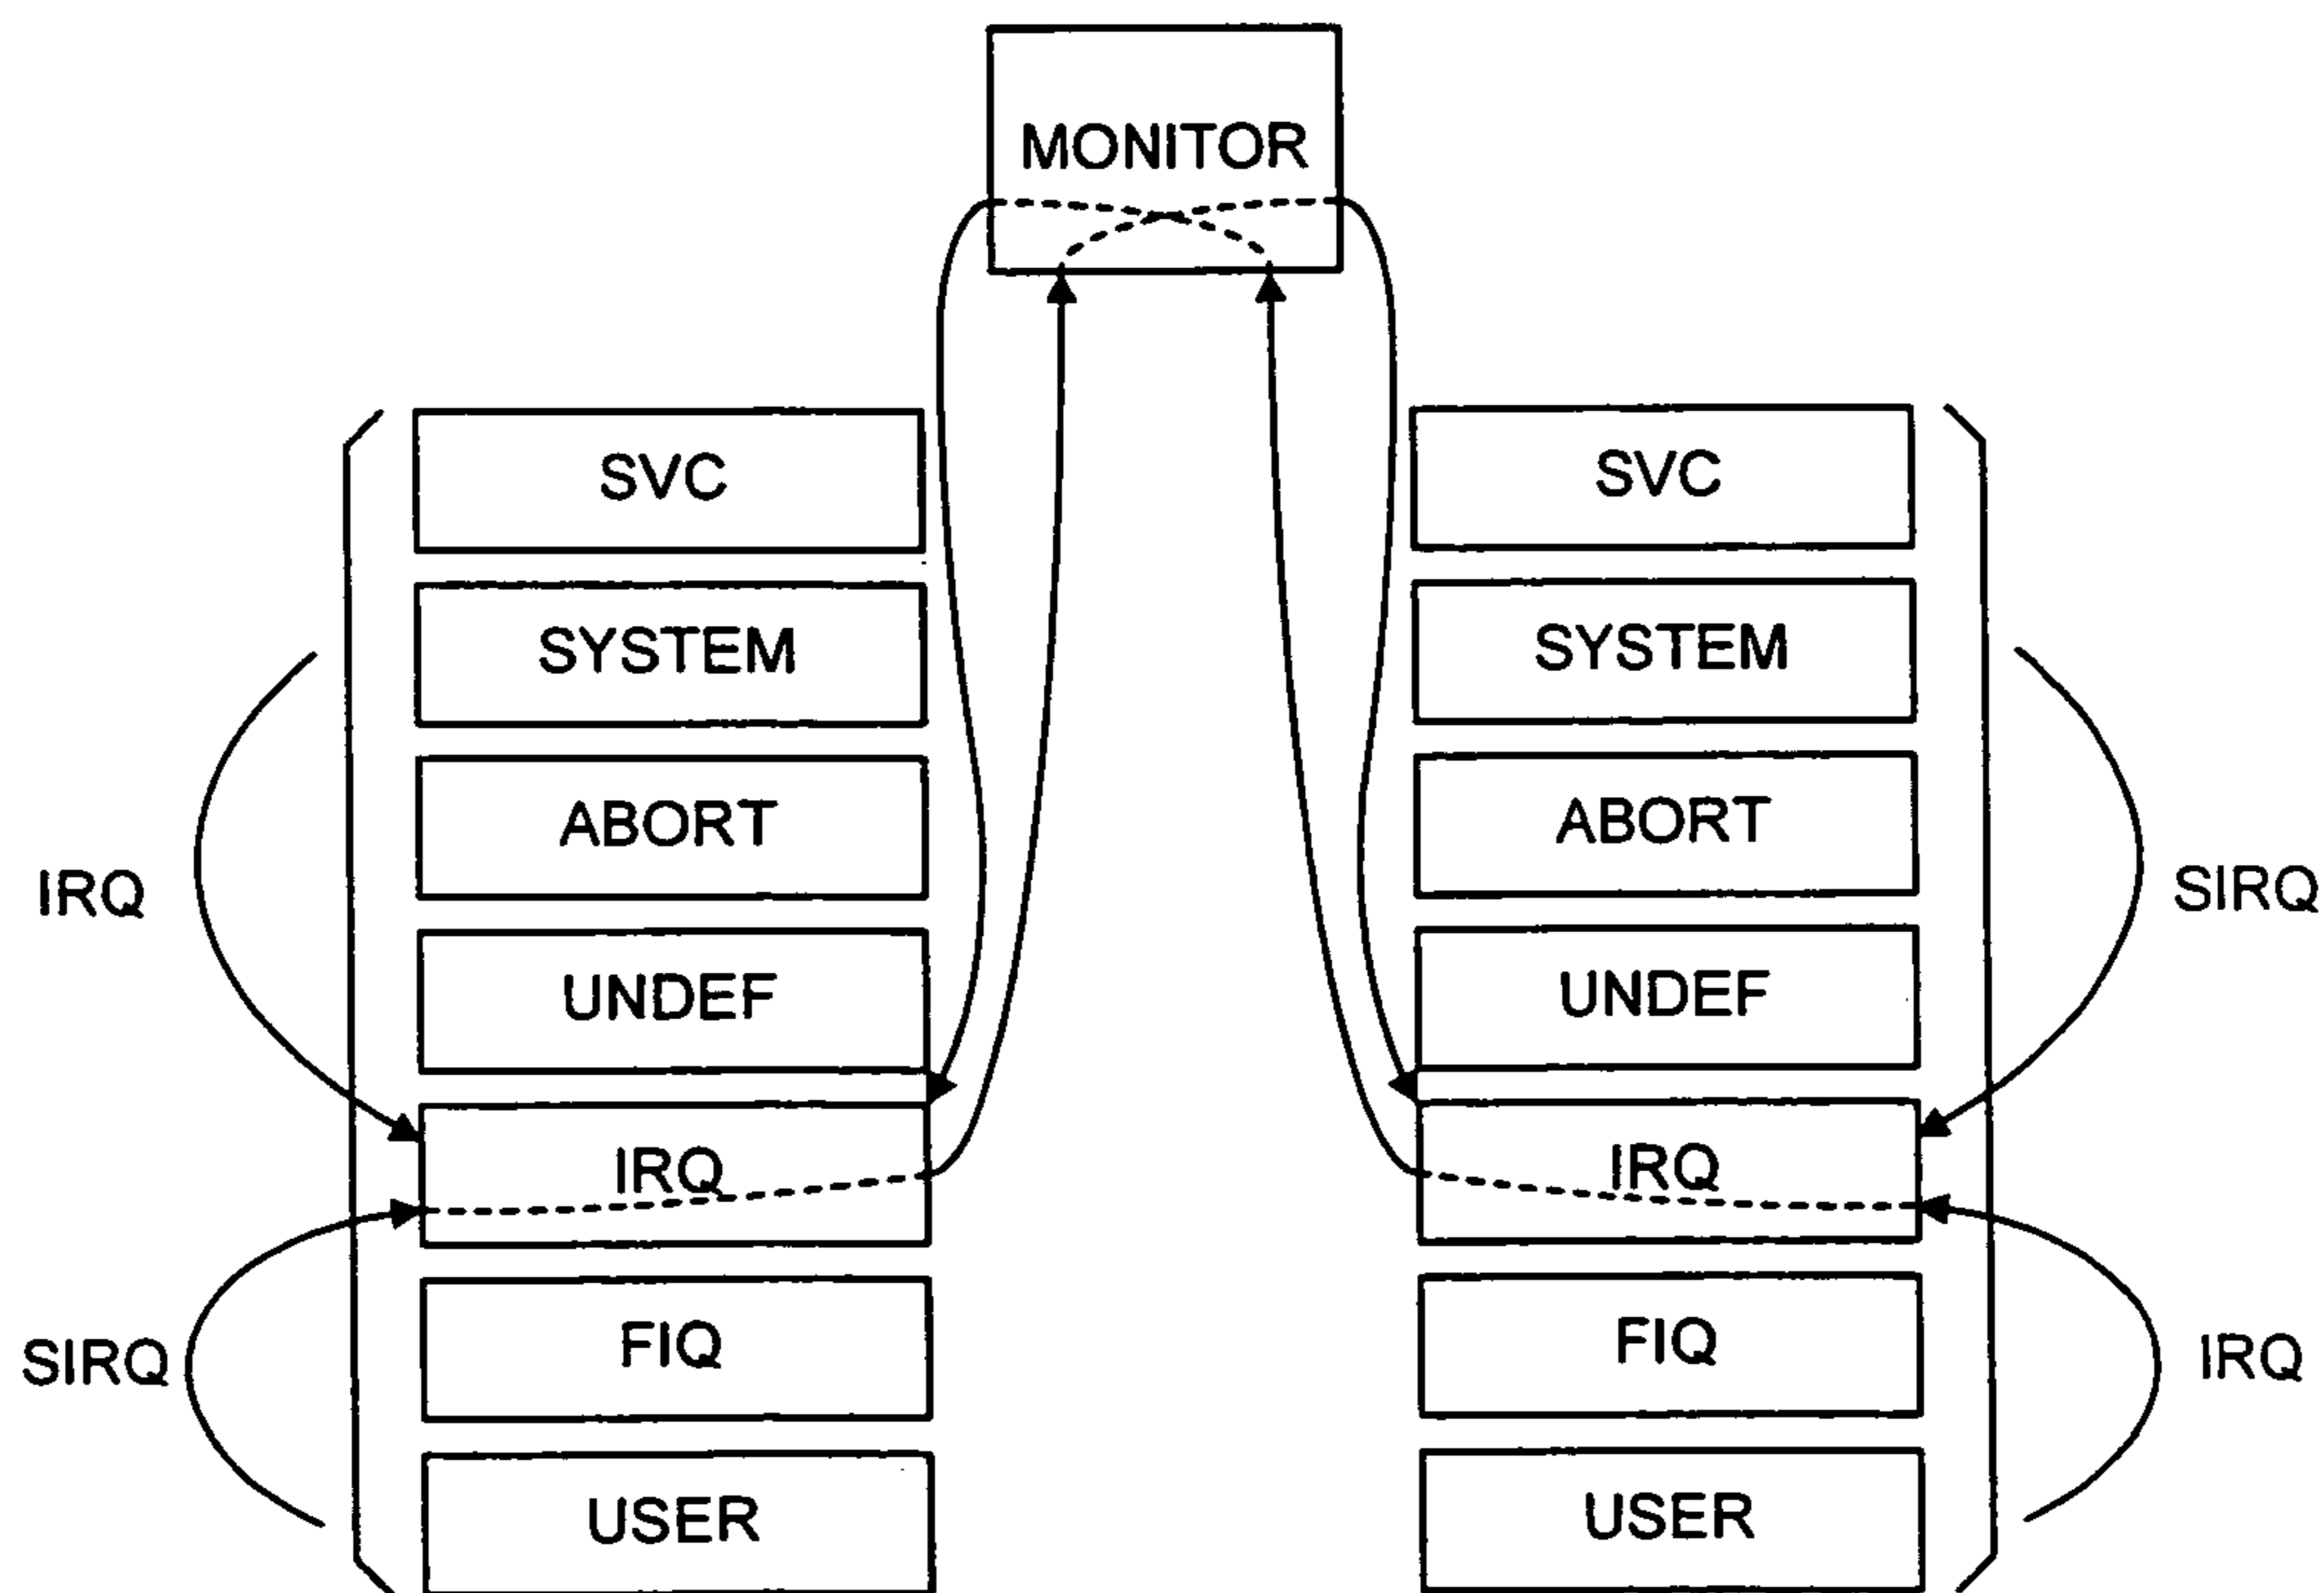 MONITOR
SVC
SVC
SYSTEM
SYSTEM
ABORT
ABORT
IRQ
SIRQ
UNDEF
UNDEF
IRQ
IRQ
SIRQ
FIQ
FIQ
IRQ
USER
USER